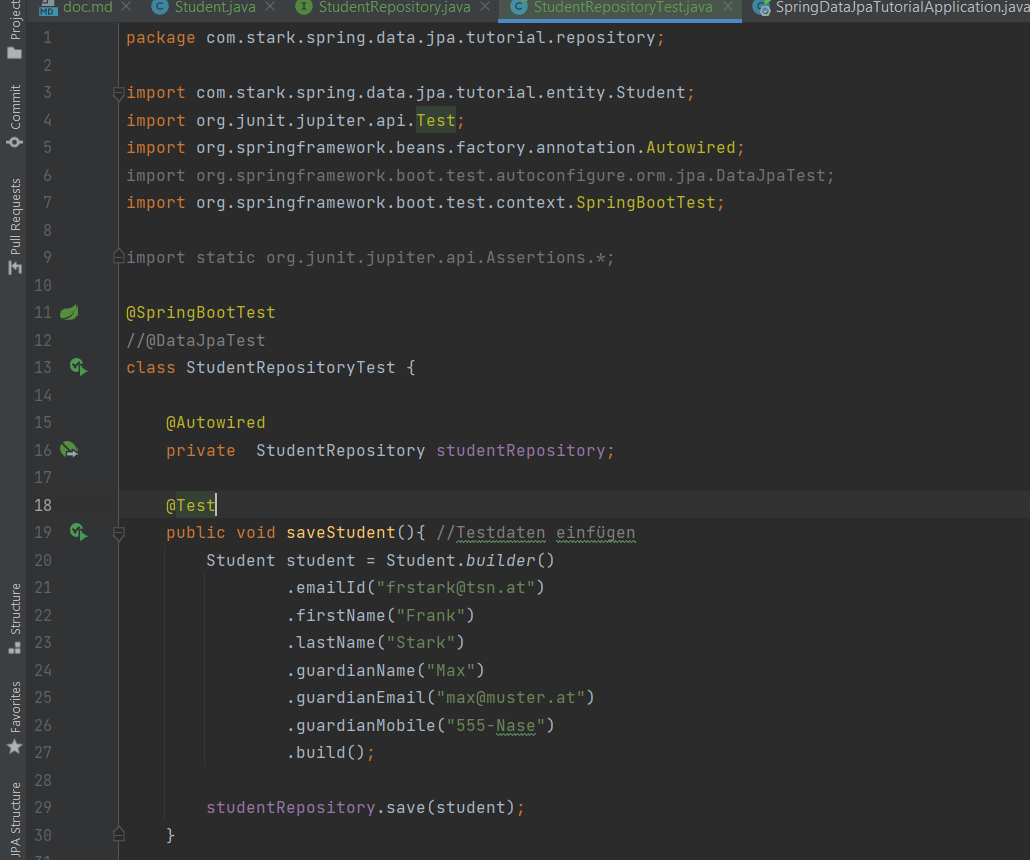 doc.md Student.java StudentRepository.java StudentRepositoryTest.java SpringDataJpaTutorialApplication.java
Project
Commit
Pull Requests
Structure
Favorites
JPA Structure
1 package com.stark.spring.data.jpa.tutorial.repository;
2
3 import com.stark.spring.data.jpa.tutorial.entity.Student;
4 import org.junit.jupiter.api.Test;
5 import org.springframework.beans.factory.annotation.Autowired;
6 import org.springframework.boot.test.autoconfigure.orm.jpa.DataJpaTest;
7 import org.springframework.boot.test.context.SpringBootTest;
8
9 import static org.junit.jupiter.api.Assertions.*;
10
11 @SpringBootTest
12 //@DataJpaTest
13 class StudentRepositoryTest {
14
15 @Autowired
16 private  StudentRepository studentRepository;
17
18 @Test
19 public void saveStudent(){ //Testdaten einfügen
20 Student student = Student.builder()
21 .emailId("frstark@tsn.at")
22 .firstName("Frank")
23 .lastName("Stark")
24 .guardianName("Max")
25 .guardianEmail("max@muster.at")
26 .guardianMobile("555-Nase")
27 .build();
28
29 studentRepository.save(student);
30 }